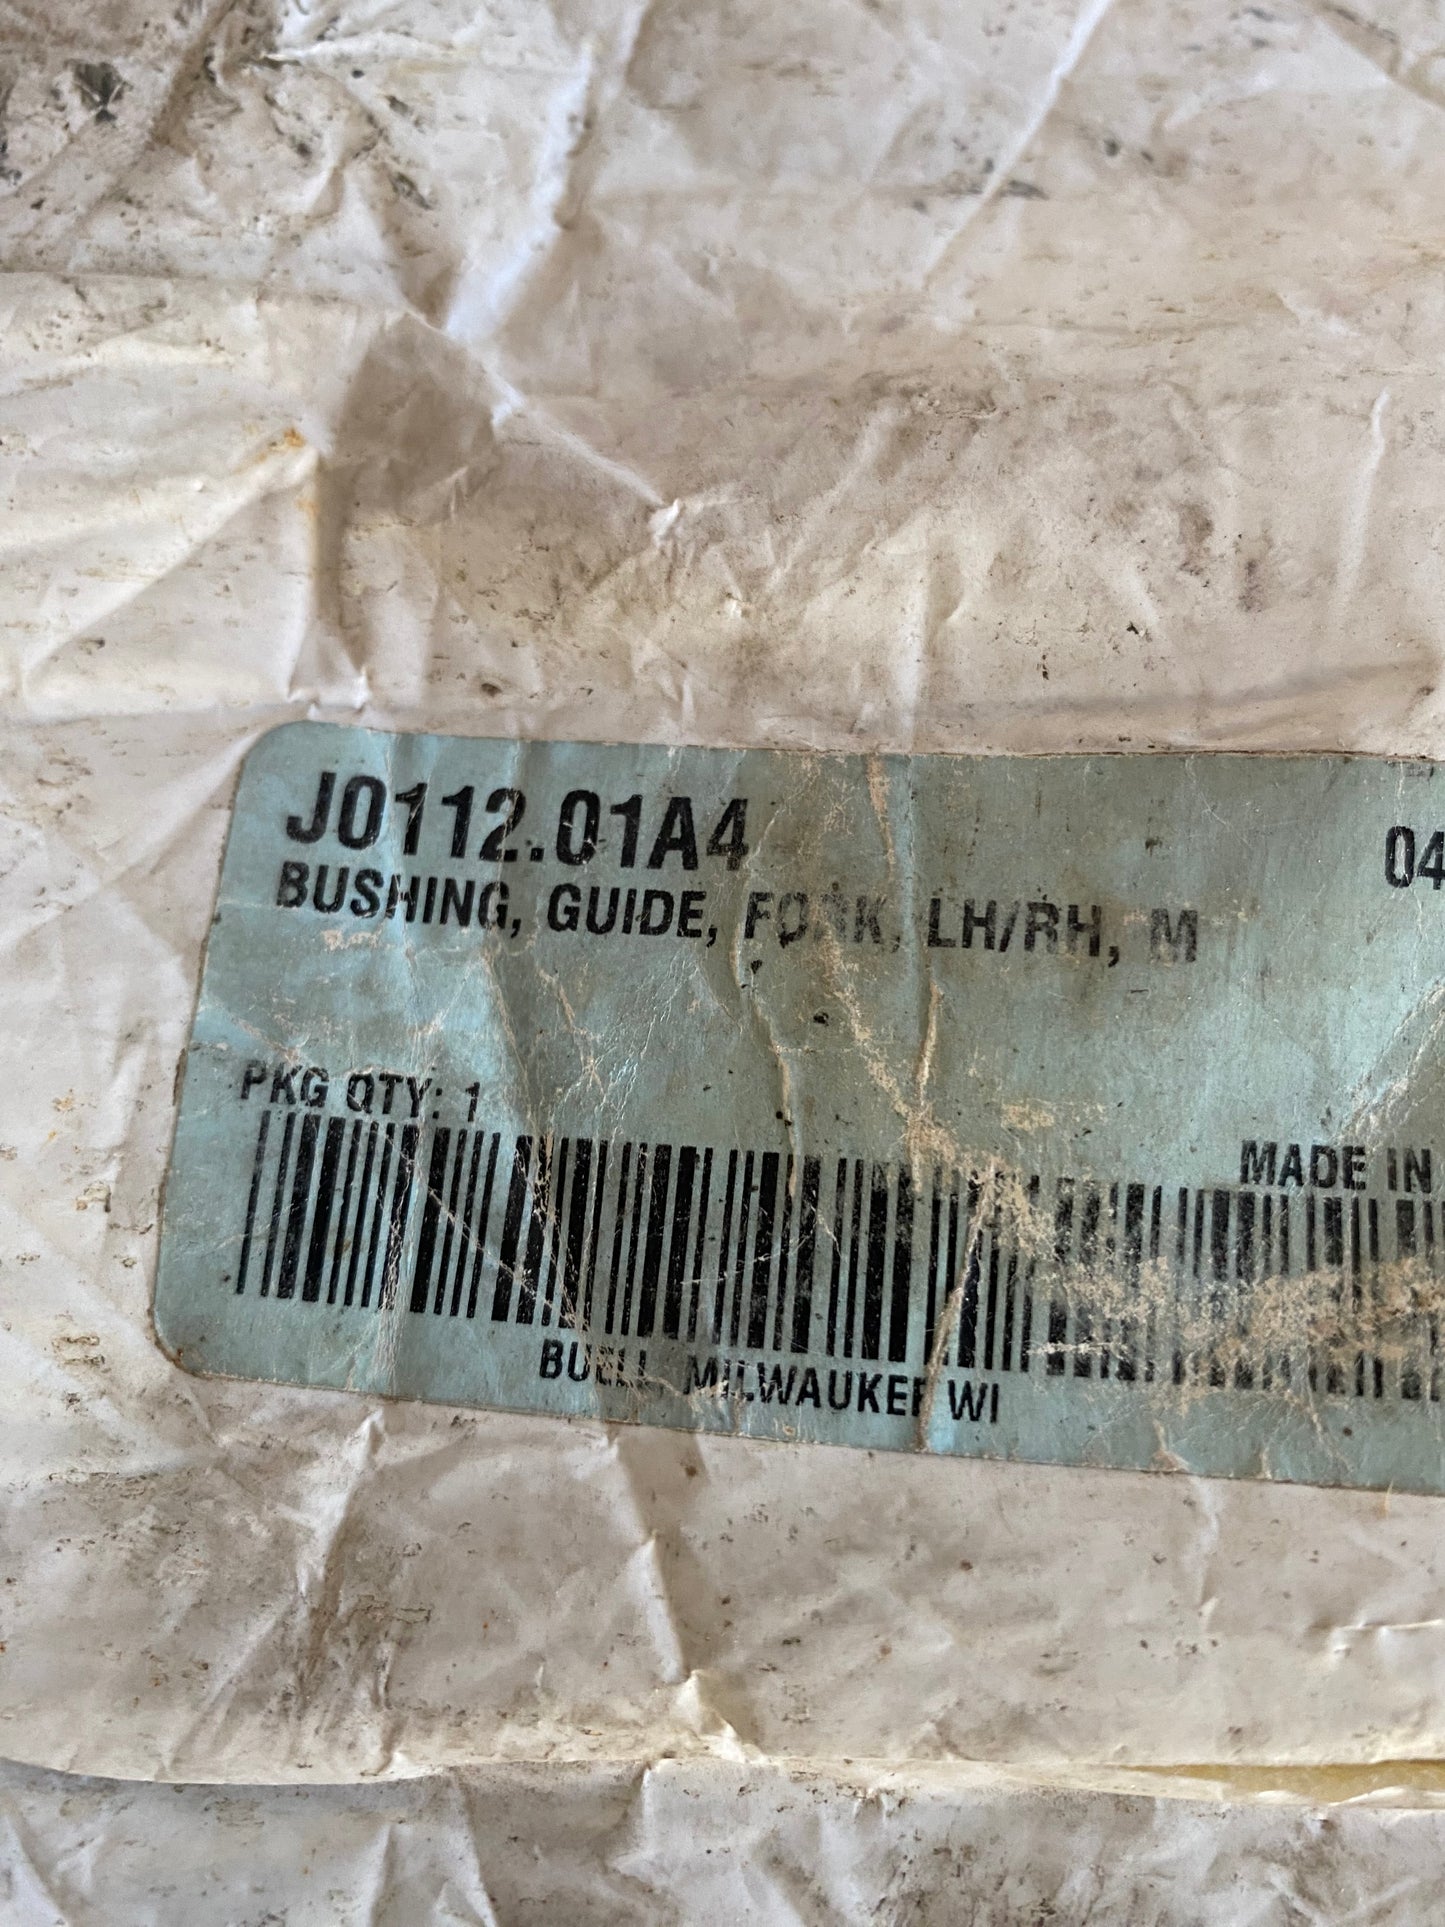 J0112.01A4
04
BUSHING, GUIDE, FORK, LH/RH, M
PKG QTY: 1
MADE IN
BUELL, MILWAUKEE WI